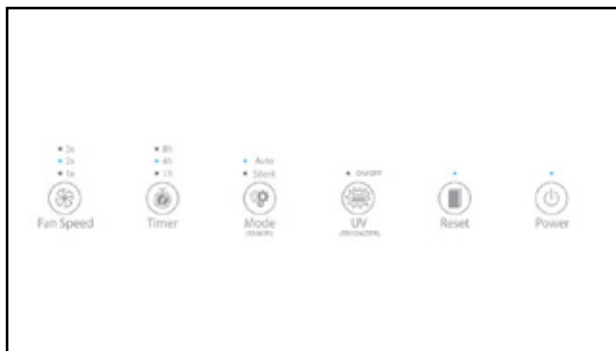 3x 8h
2x 4h Auto
1x 1h Silent ON/OFF
Fan Speed Timer Mode UV Reset Power